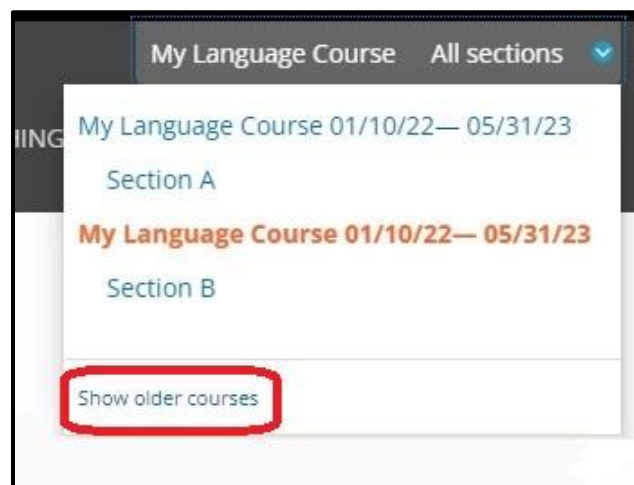 My Language Course All sections
HING
My Language Course 01/10/22— 05/31/23
Section A
My Language Course 01/10/22— 05/31/23
Section B
Show older courses